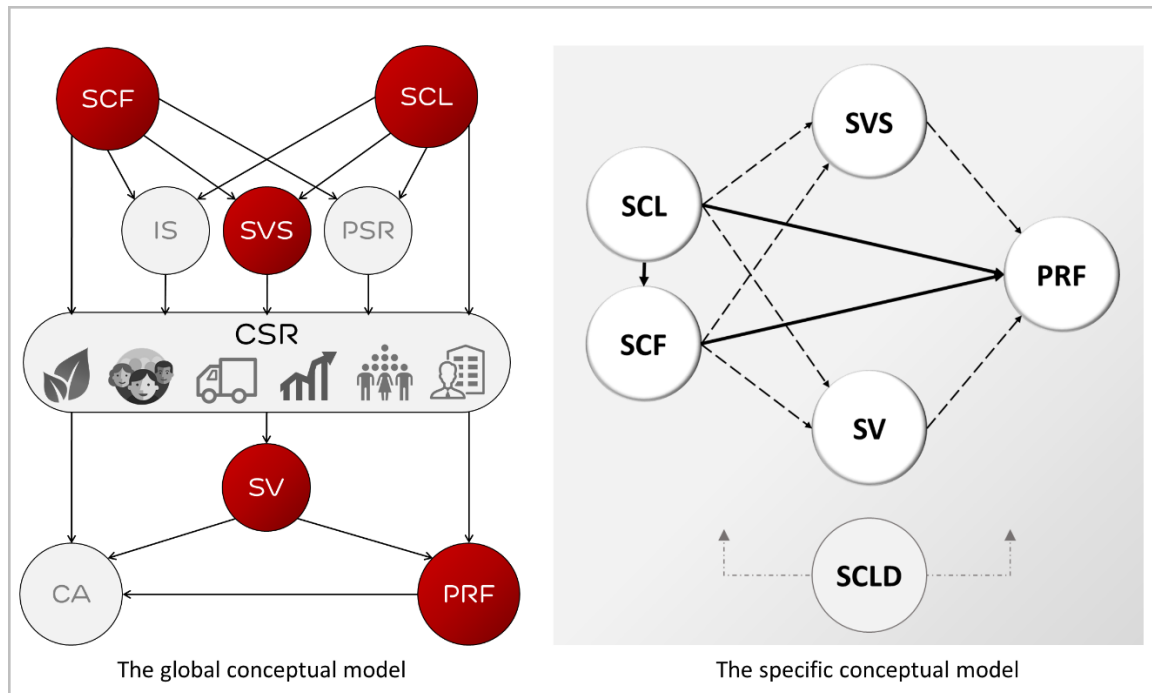 SCF
SCL
IS
SVS
PSR
CSR
SV
CA
PRF
The global conceptual model
SVS
SCL
PRF
SCF
SV
SCLD
The specific conceptual model